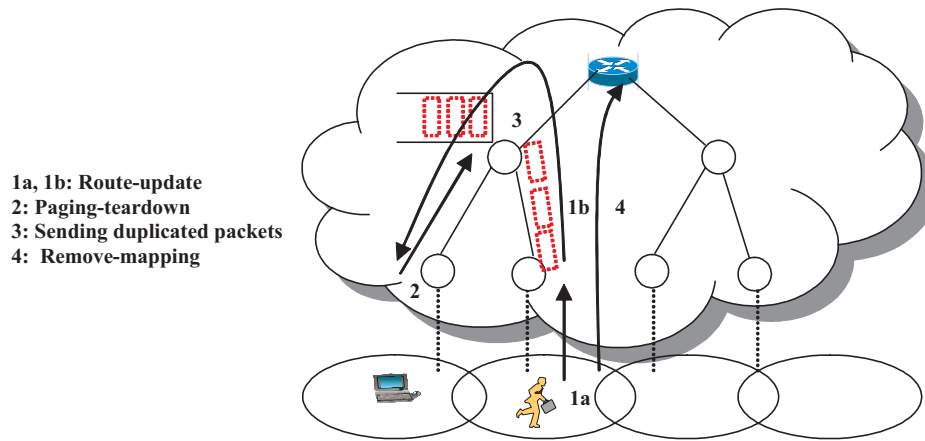 1a, 1b: Route-update
2: Paging-teardown
3: Sending duplicated packets
4: Remove-mapping
3
1b
4
2
1a